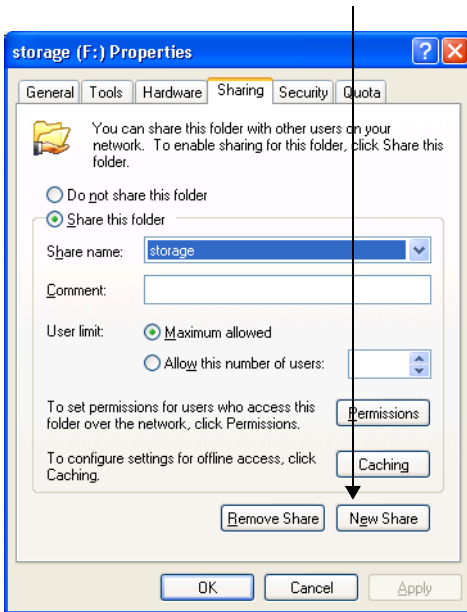 storage (F:) Properties
General Tools Hardware Sharing Security Quota
You can share this folder with other users on your
network. To enable sharing for this folder, click Share this
folder.
Do not share this folder
Share this folder
Share name: storage
Comment:
User limit: Maximum allowed
Allow this number of users:
To set permissions for users who access this
folder over the network, click Permissions.
Permissions
To configure settings for offline access, click
Caching.
Caching
Remove Share New Share
OK Cancel Apply